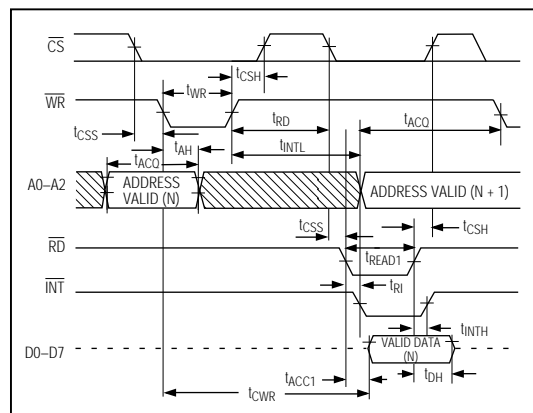 CS
tCSH
tWR
WR
tCSS
tAH
tRD
tACQ
tACQ
tINTL
A0–A2
ADDRESS
VALID (N)
ADDRESS VALID (N + 1)
tCSS
tCSH
RD
tREAD1
tRI
INT
tINTH
VALID DATA
(N)
D0–D7
tACC1
tDH
tCWR